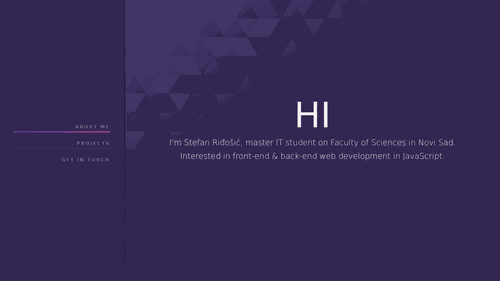 ABOUT ME
PROJECTS
GET IN TOUCH
HI
I'm Stefan Riđošić, master IT student on Faculty of Sciences in Novi Sad.
Interested in front-end & back-end web development in JavaScript.